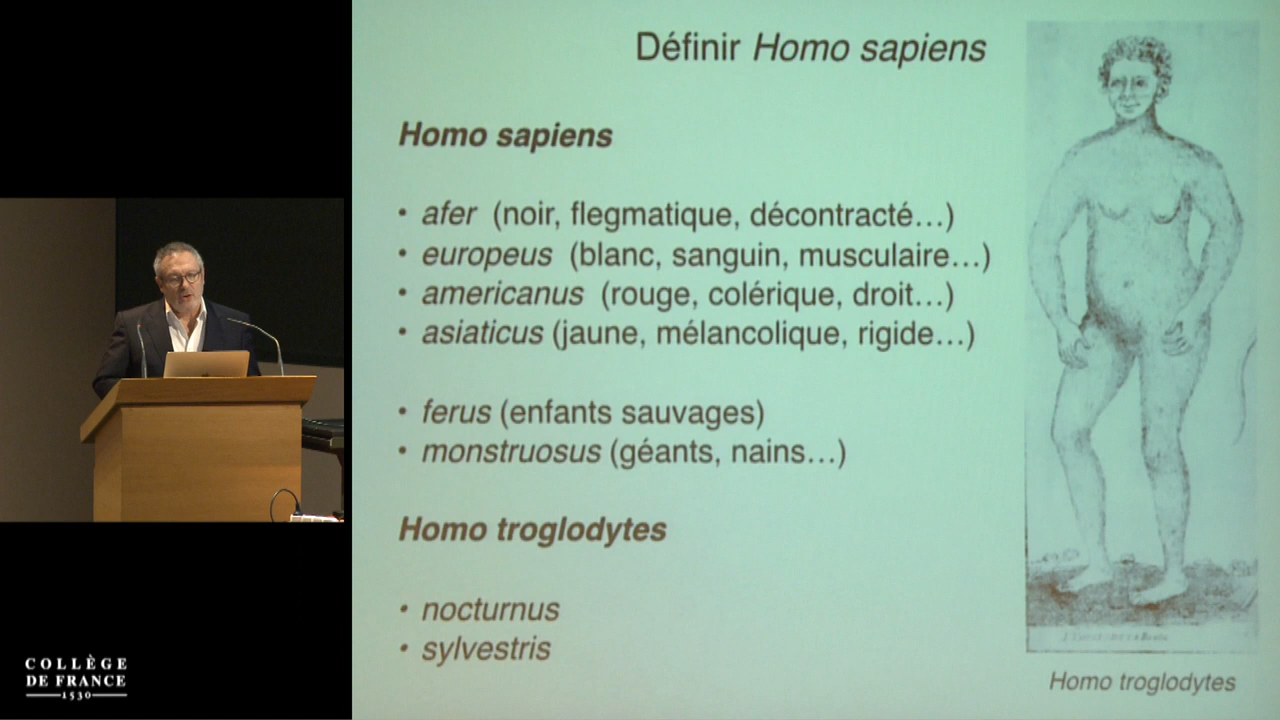 Définir Homo sapiens
Homo sapiens
• afer (noir, flegmatique, décontracté…)
• europeus (blanc, sanguin, musculaire…)
• americanus (rouge, colérique, droit…)
• asiaticus (jaune, mélancolique, rigide…)
• ferus (enfants sauvages)
• monstruosus (géants, nains…)
Homo troglodytes
• nocturnus
• sylvestris
Homo troglodytes
COLLÈGE
DE FRANCE
1530